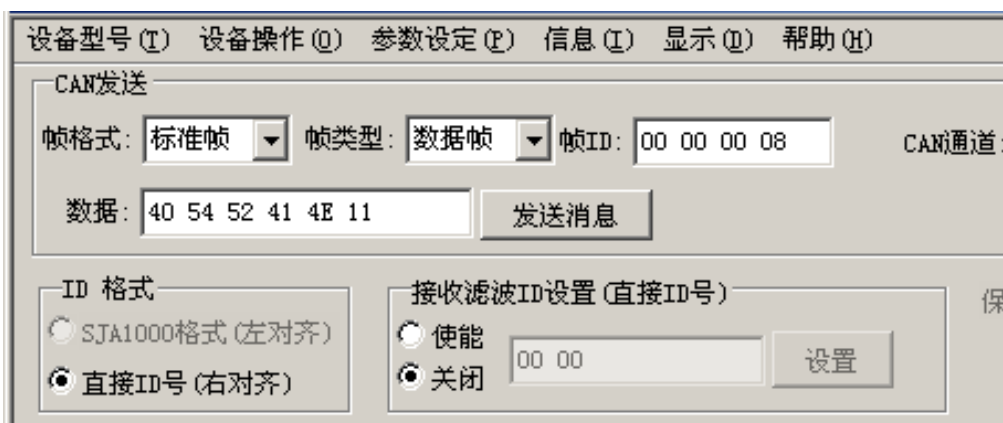 设备型号(T) 设备操作(O) 参数设定(P) 信息(I) 显示(D) 帮助(H)
CAN发送
帧格式: 标准帧 帧类型: 数据帧 帧ID: 00 00 00 08 CAN通道:
数据: 40 54 52 41 4E 11 发送消息
ID 格式 接收滤波ID设置(直接ID号) 保
SJA1000格式(左对齐) 使能
00 00 设置
直接ID号(右对齐) 关闭